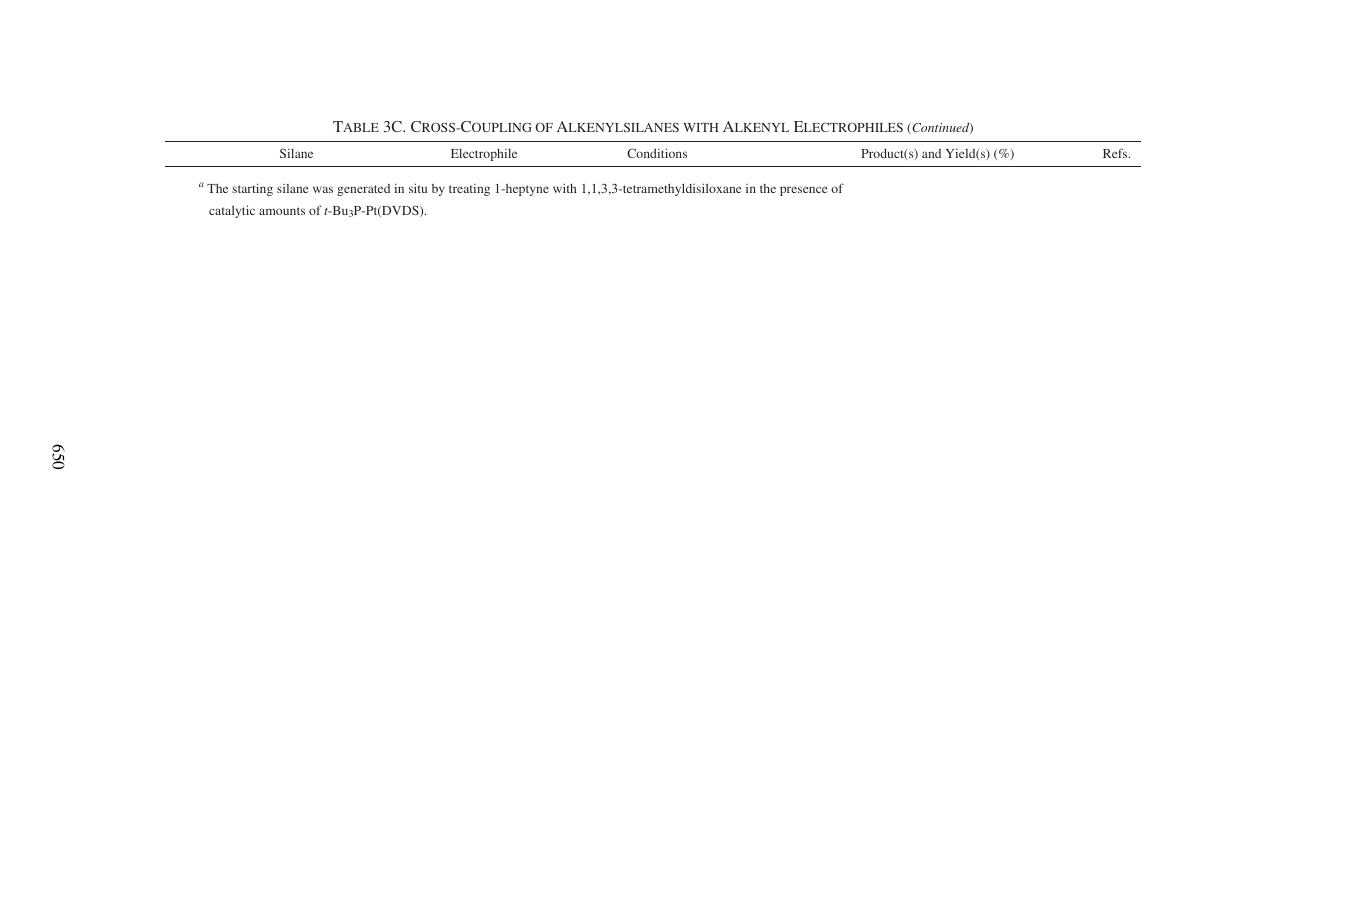 TABLE 3C. CROSS-COUPLING OF ALKENYLSILANES WITH ALKENYL ELECTROPHILES (Continued)
Silane Electrophile Conditions Product(s) and Yield(s) (%) Refs.
a The starting silane was generated in situ by treating 1-heptyne with 1,1,3,3-tetramethyldisiloxane in the presence of
catalytic amounts of t-Bu3P-Pt(DVDS).
650